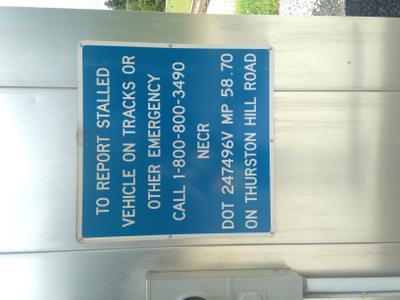 TO REPORT STALLED
VEHICLE ON TRACKS OR
OTHER EMERGENCY
CALL 1-800-800-3490
NECR
DOT 247496V MP 58.70
ON THURSTON HILL ROAD